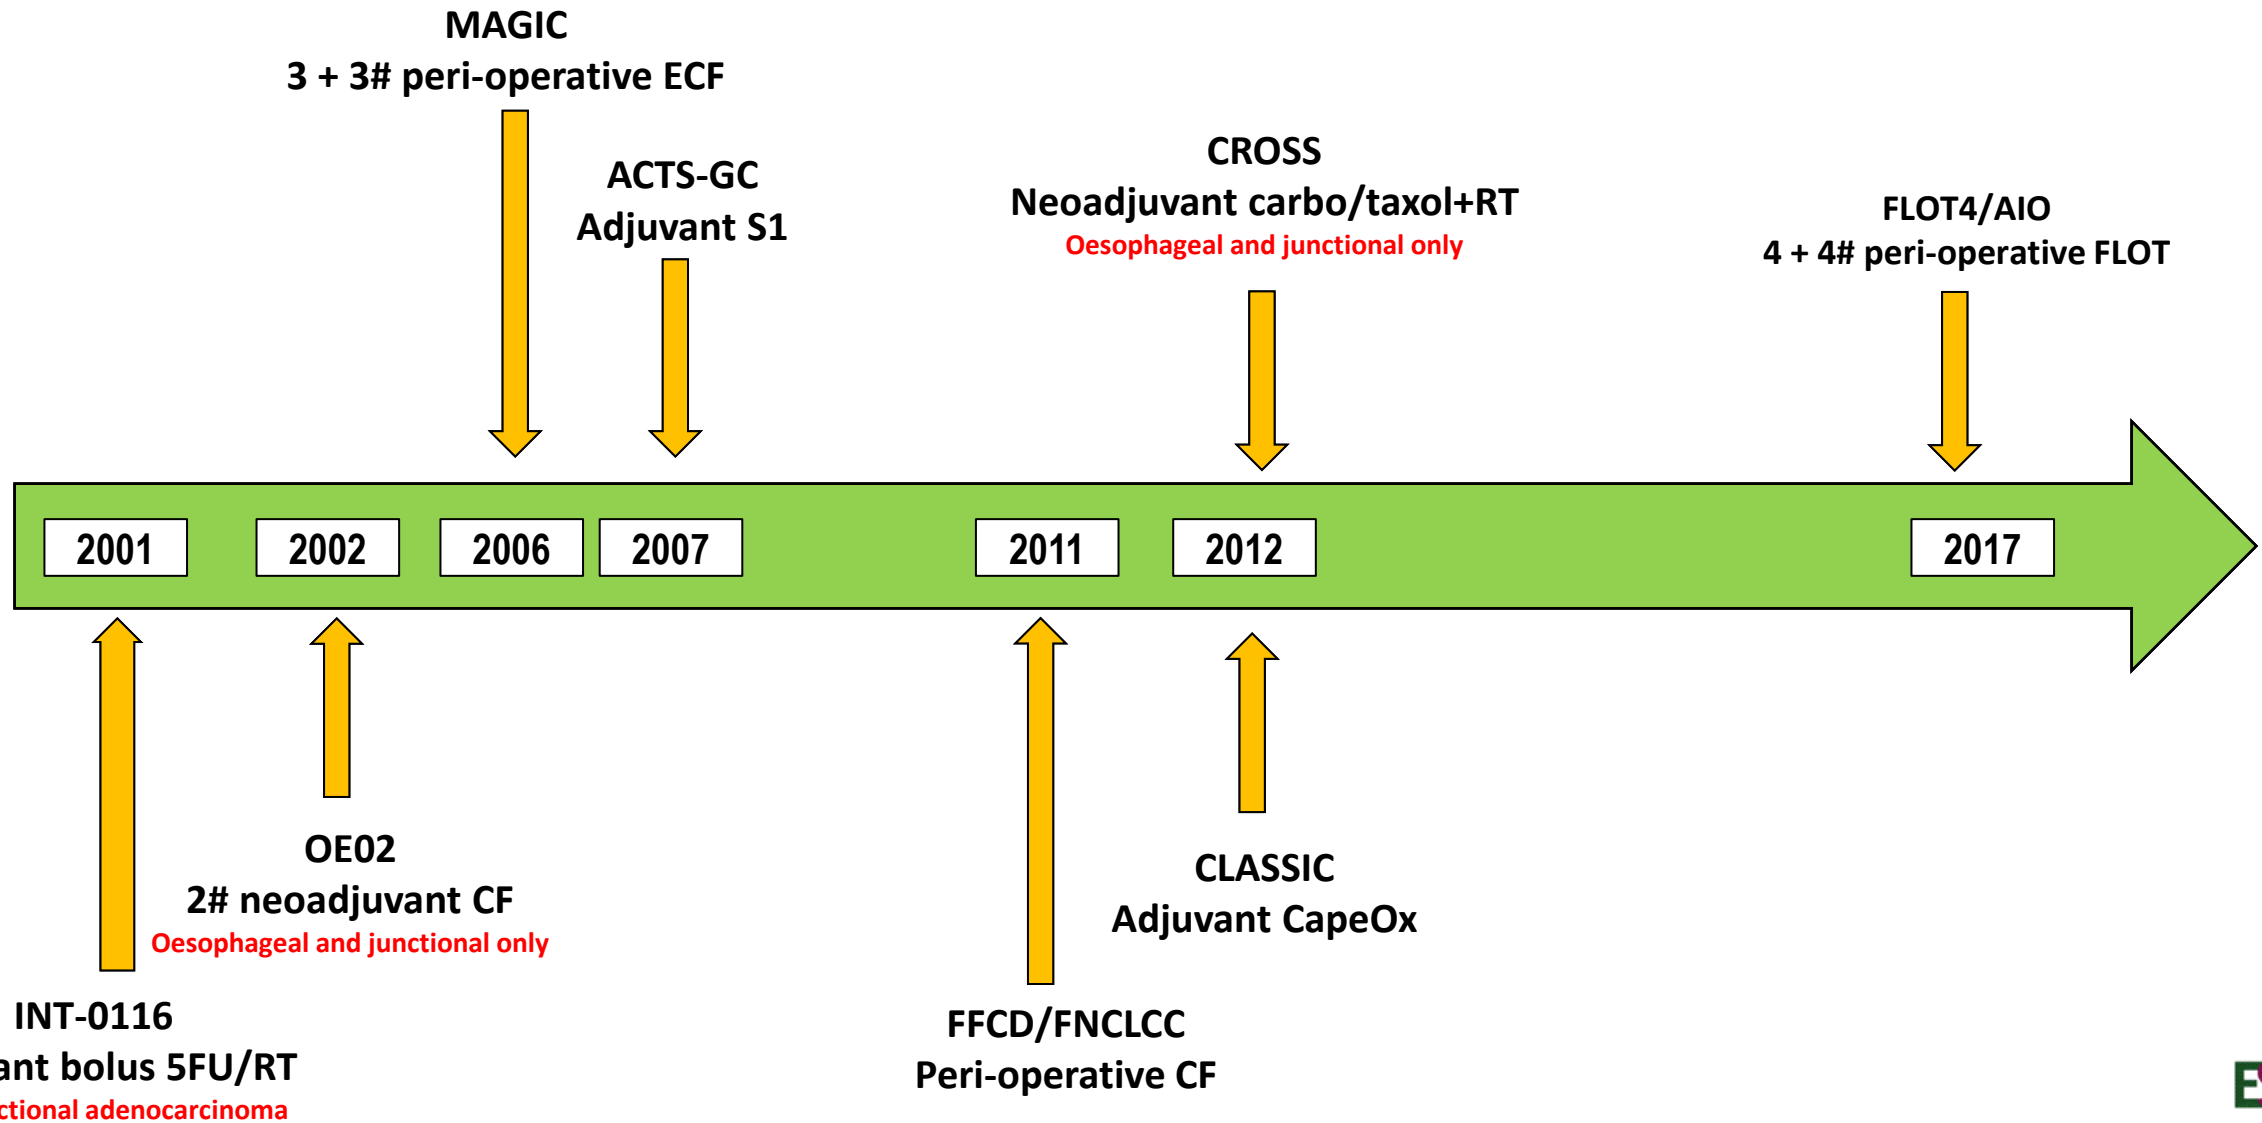 MAGIC
3 + 3# peri-operative ECF
ACTS-GC
Adjuvant S1
CROSS
Neoadjuvant carbo/taxol+RT
Oesophageal and junctional only
FLOT4/AIO
4 + 4# peri-operative FLOT
2001
2002
2006
2007
2011
2012
2017
OE02
2# neoadjuvant CF
Oesophageal and junctional only
CLASSIC
Adjuvant CapeOx
INT-0116
bolus 5FU/RT
adenocarcinoma
FFCD/FNCLCC
Peri-operative CF